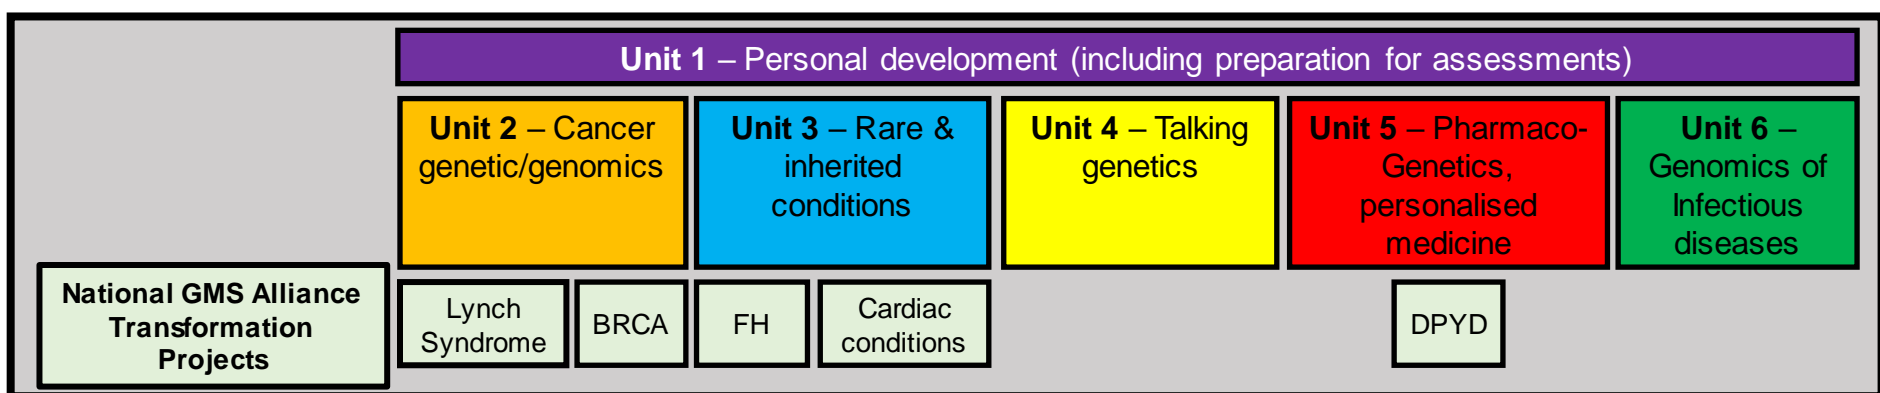 Unit 1 – Personal development (including preparation for assessments)
Unit 2 – Cancer
genetic/genomics
Unit 3 – Rare &
inherited
conditions
Unit 4 – Talking
genetics
Unit 5 – Pharmaco-
Genetics,
personalised
medicine
Unit 6 –
Genomics of
Infectious
diseases
National GMS Alliance
Transformation
Projects
Lynch
Syndrome
BRCA
FH
Cardiac
conditions
DPYD